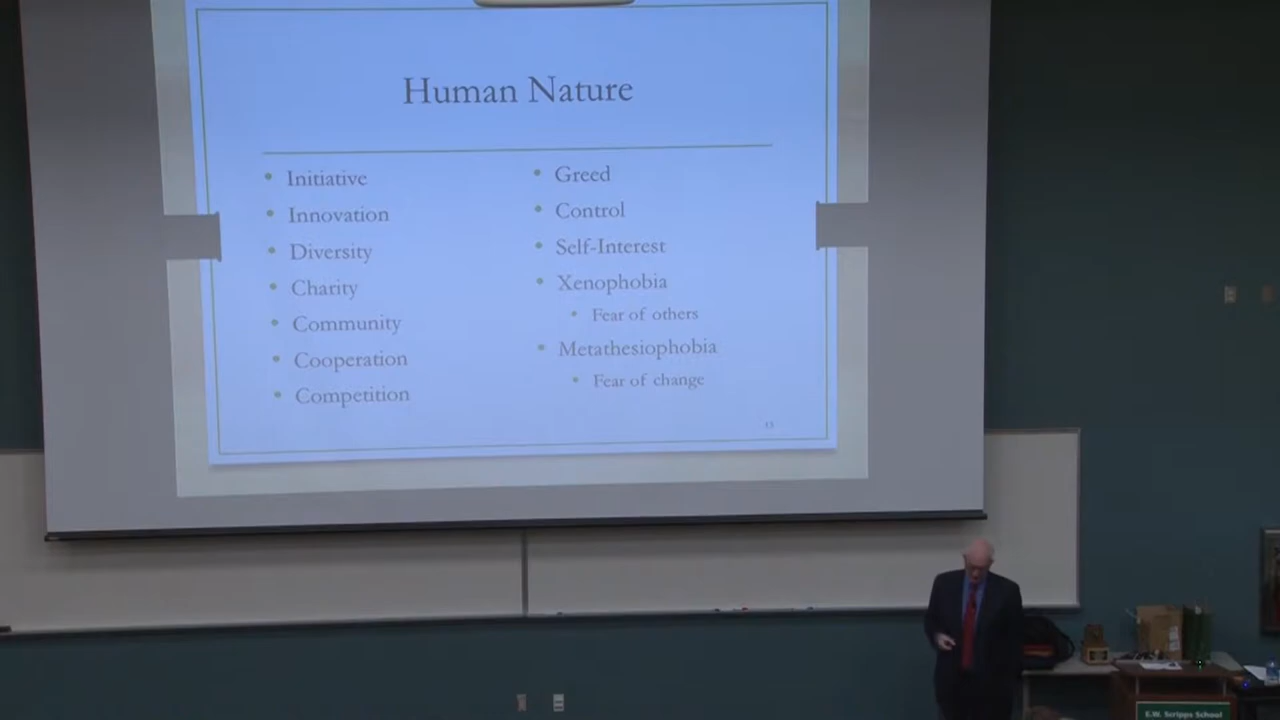 Human Nature
Initiative
Innovation
Diversity
Charity
Community
Cooperation
Competition
Greed
Control
Self-Interest
Xenophobia
Fear of others
Metathesiophobia
Fear of change
E.W. Scripps School